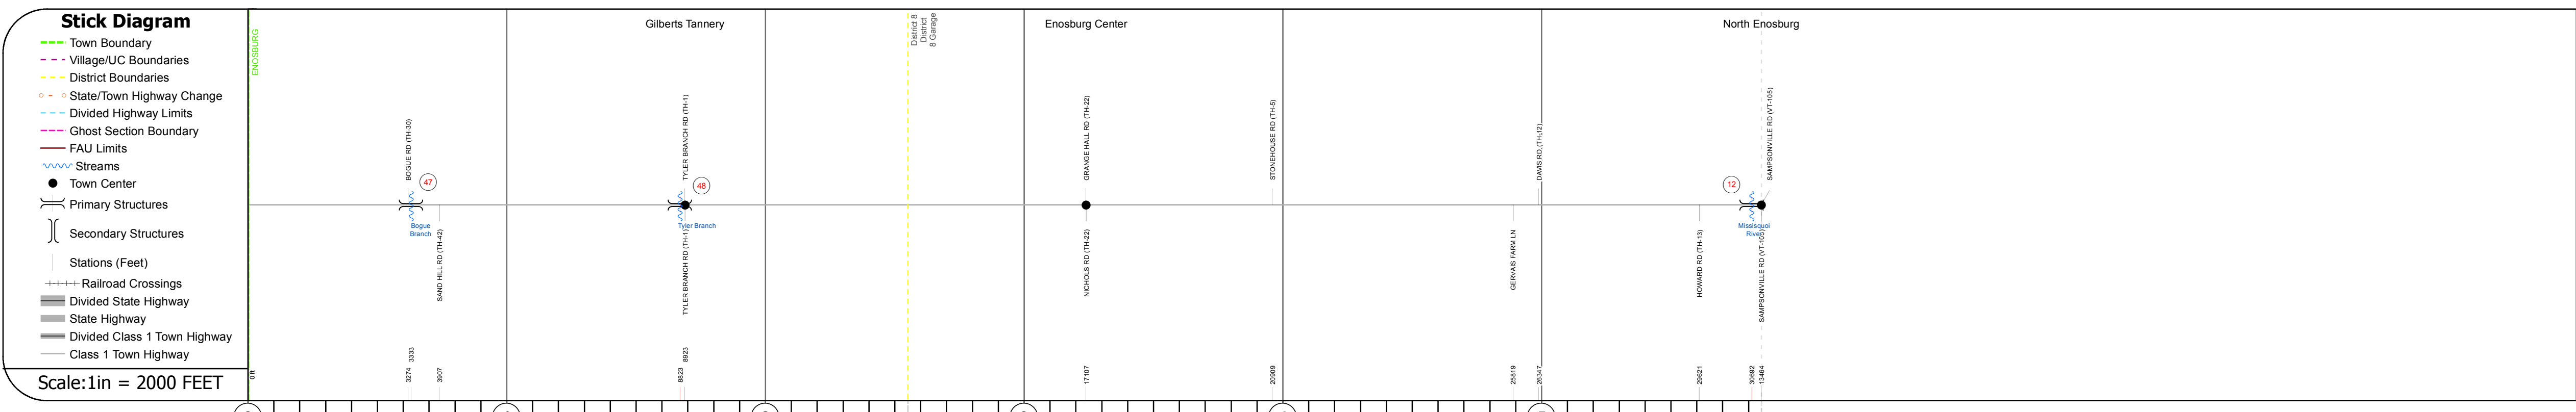 Stick Diagram
Town Boundary
Village/UC Boundaries
District Boundaries
State/Town Highway Change
Divided Highway Limits
Ghost Section Boundary
FAU Limits
Streams
Town Center
Primary Structures
Secondary Structures
Stations (Feet)
Railroad Crossings
Divided State Highway
State Highway
Divided Class 1 Town Highway
Class 1 Town Highway
Scale:1in = 2000 FEET
ENOSBURG
Gilberts Tannery
District 8
District
8 Garage
Enosburg Center
North Enosburg
BOGUE RD (TH-30)
TYLER BRANCH RD (TH-1)
GRANGE HALL RD (TH-22)
STONEHOUSE RD (TH-5)
DAVIS RD, (TH-12)
SAMPSONVILLE RD (VT-105)
47
48
12
Bogue
Branch
Tyler Branch
Missisquoi
River
SAND HILL RD (TH-42)
TYLER BRANCH RD (TH-1)
NICHOLS RD (TH-22)
GERVAIS FARM LN
HOWARD RD (TH-13)
SAMPSONVILLE RD (VT-105)
0 ft
3274
3333
3907
8823
8923
17107
20909
25819
26347
29621
30692
13464